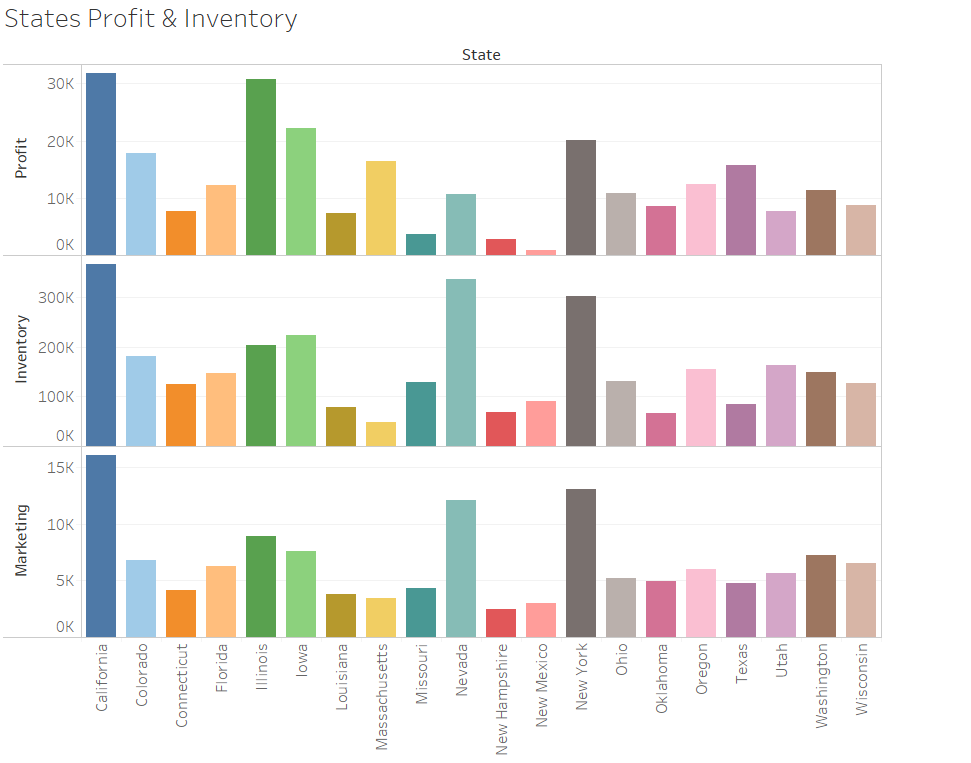 States Profit & Inventory
State
Profit
30K
20K
10K
0K
Inventory
300K
200K
100K
0K
Marketing
15K
10K
5K
0K
California
Colorado
Connecticut
Florida
Illinois
Iowa
Louisiana
Massachusetts
Missouri
Nevada
New Hampshire
New Mexico
New York
Ohio
Oklahoma
Oregon
Texas
Utah
Washington
Wisconsin